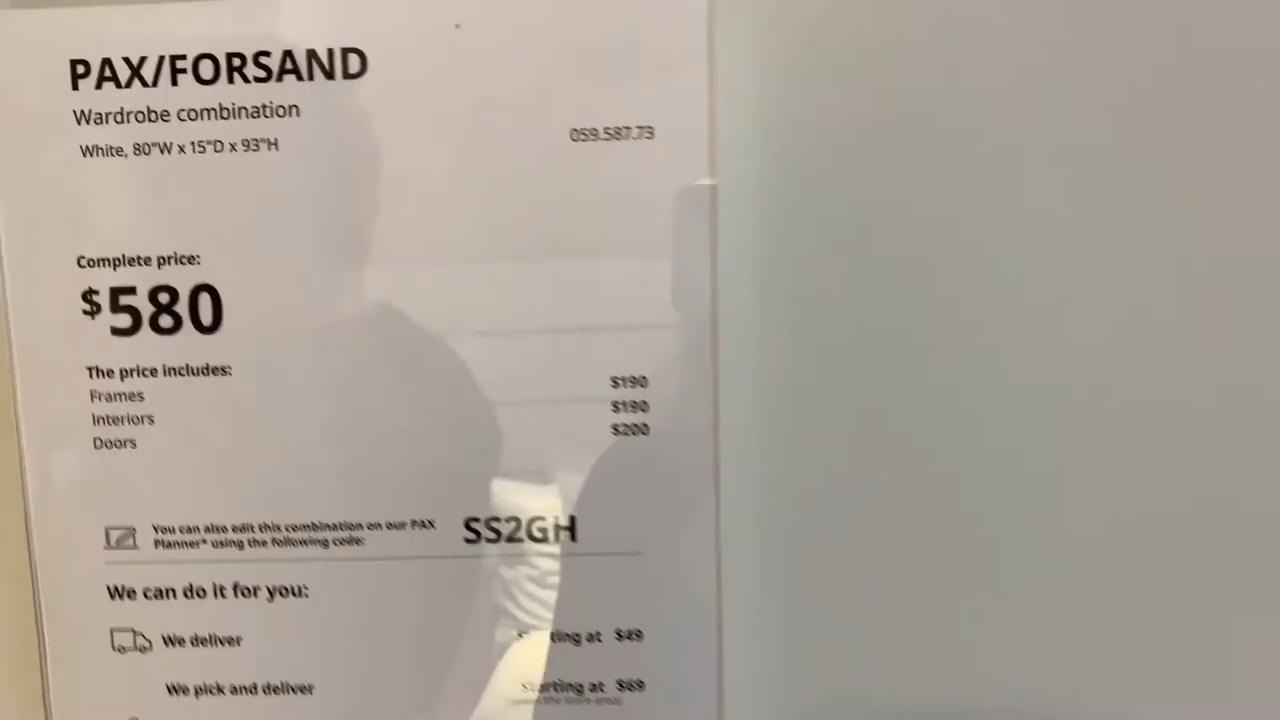 PAX/FORSAND
Wardrobe combination
White, 80"W x 15"D x 93"H
059.587.73
Complete price:
$580
The price includes:
Frames $190
Interiors $190
Doors $200
You can also edit this combination on our PAX
Planner* using the following code:
SS2GH
We can do it for you:
We deliver Starting at $49
We pick and deliver Starting at $69